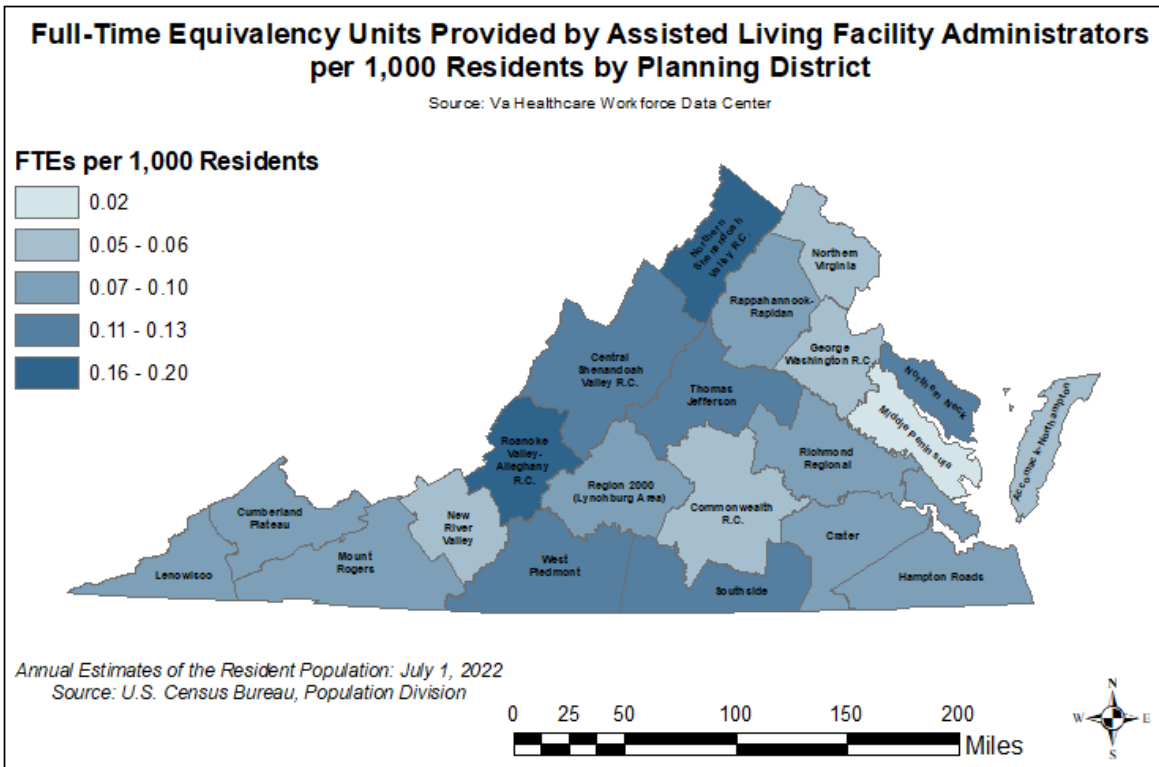 Full-Time Equivalency Units Provided by Assisted Living Facility Administrators
per 1,000 Residents by Planning District
Source: Va Healthcare Workforce Data Center
FTEs per 1,000 Residents
0.02
0.05 - 0.06
0.07 - 0.10
0.11 - 0.13
0.16 - 0.20
Northern
Shenandoah
Valley R.C.
Northern
Virginia
Rappahannock-
Rapidan
George
Washington R.C.
Central
Shenandoah
Valley R.C.
Northern Neck
Thomas
Jefferson
Middle Peninsula
Accomack-Northampton
Roanoke
Valley-
Alleghany
R.C.
Richmond
Regional
Region 2000
(Lynchburg Area)
Commonwealth
R.C.
Cumberland
Plateau
New
River
Valley
Crater
Mount
Rogers
West
Piedmont
Lenowisco
Hampton Roads
Southside
Annual Estimates of the Resident Population: July 1, 2022
Source: U.S. Census Bureau, Population Division
0 25 50 100 150 200
Miles
N
W E
S